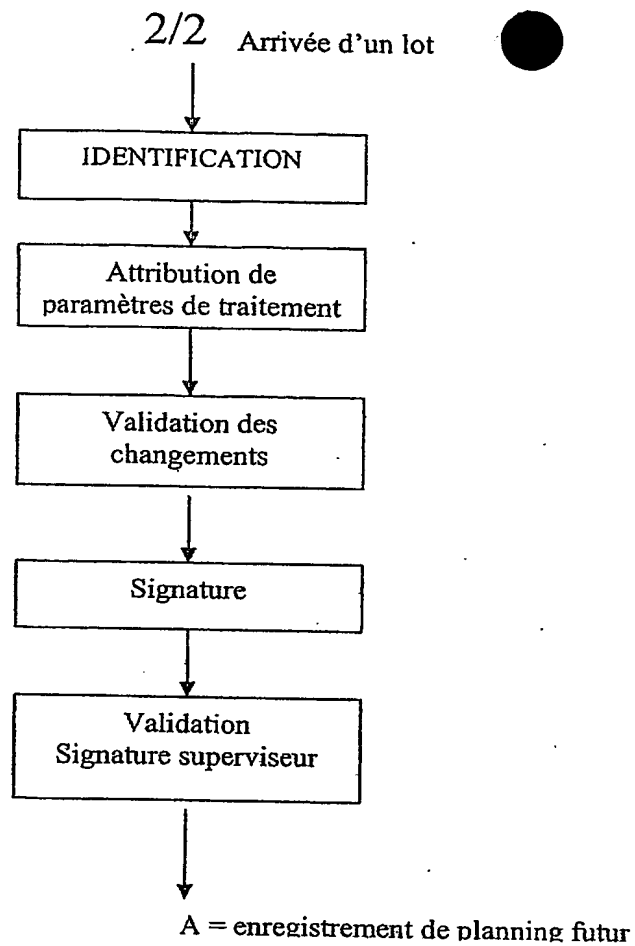 2/2 Arrivée d'un lot
IDENTIFICATION
Attribution de
paramètres de traitement
Validation des
changements
Signature
Validation
Signature superviseur
A = enregistrement de planning futur